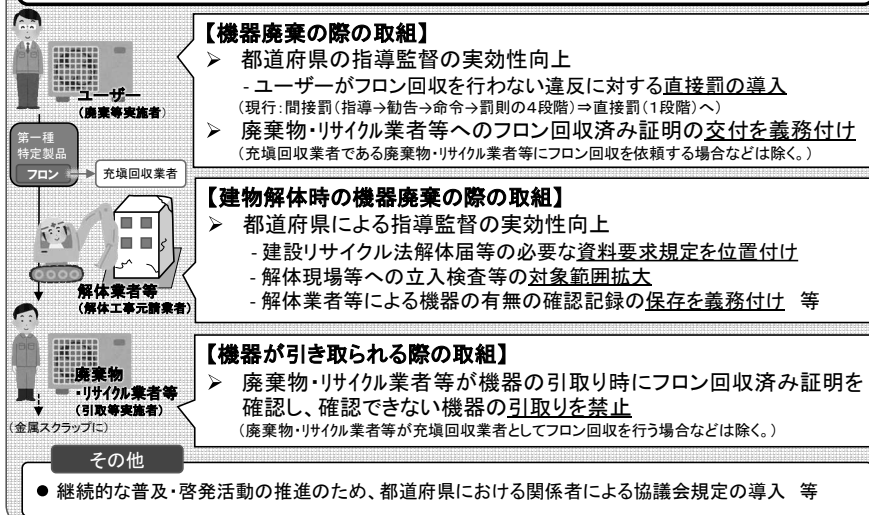 【機器廃棄の際の取組】
➢ 都道府県の指導監督の実効性向上
- ユーザーがフロン回収を行わない違反に対する直接罰の導入
(現行:間接罰(指導→勧告→命令→罰則の4段階)⇒直接罰(1段階)へ)
➢ 廃棄物・リサイクル業者等へのフロン回収済み証明の交付を義務付け
(充塡回収業者である廃棄物・リサイクル業者等にフロン回収を依頼する場合などは除く。)
ユーザー
(廃棄等実施者)
第一種
特定製品
フロン
充塡回収業者
【建物解体時の機器廃棄の際の取組】
➢ 都道府県による指導監督の実効性向上
- 建設リサイクル法解体届等の必要な資料要求規定を位置付け
- 解体現場等への立入検査等の対象範囲拡大
- 解体業者等による機器の有無の確認記録の保存を義務付け 等
解体業者等
(解体工事元請業者)
【機器が引き取られる際の取組】
➢ 廃棄物・リサイクル業者等が機器の引取り時にフロン回収済み証明を
確認し、確認できない機器の引取りを禁止
(廃棄物・リサイクル業者等が充塡回収業者としてフロン回収を行う場合などは除く。)
廃棄物
・リサイクル業者等
(引取等実施者)
(金属スクラップに)
その他
● 継続的な普及・啓発活動の推進のため、都道府県における関係者による協議会規定の導入 等